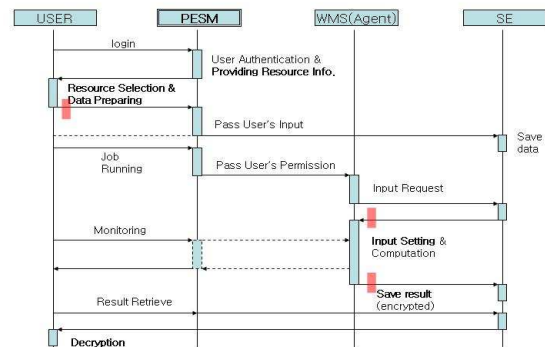 USER PESM WMS(Agent) SE
login
User Authentication &
Providing Resource Info.
Resource Selection &
Data Preparing
Pass User's Input
Save
data
Job
Running
Pass User's Permission
Input Request
Monitoring
Input Setting &
Computation
Save result
(encrypted)
Result Retrieve
Decryption